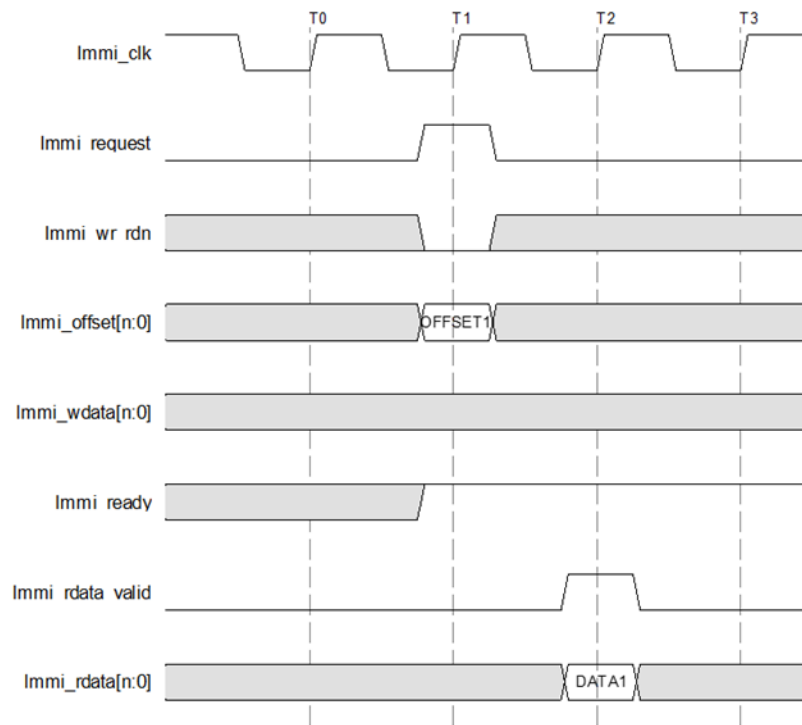 T0 T1 T2 T3
lmmi_clk
lmmi request
lmmi wr rdn
lmmi_offset[n:0]
OFFSET1
lmmi_wdata[n:0]
lmmi ready
lmmi rdata valid
lmmi_rdata[n:0]
DATA1